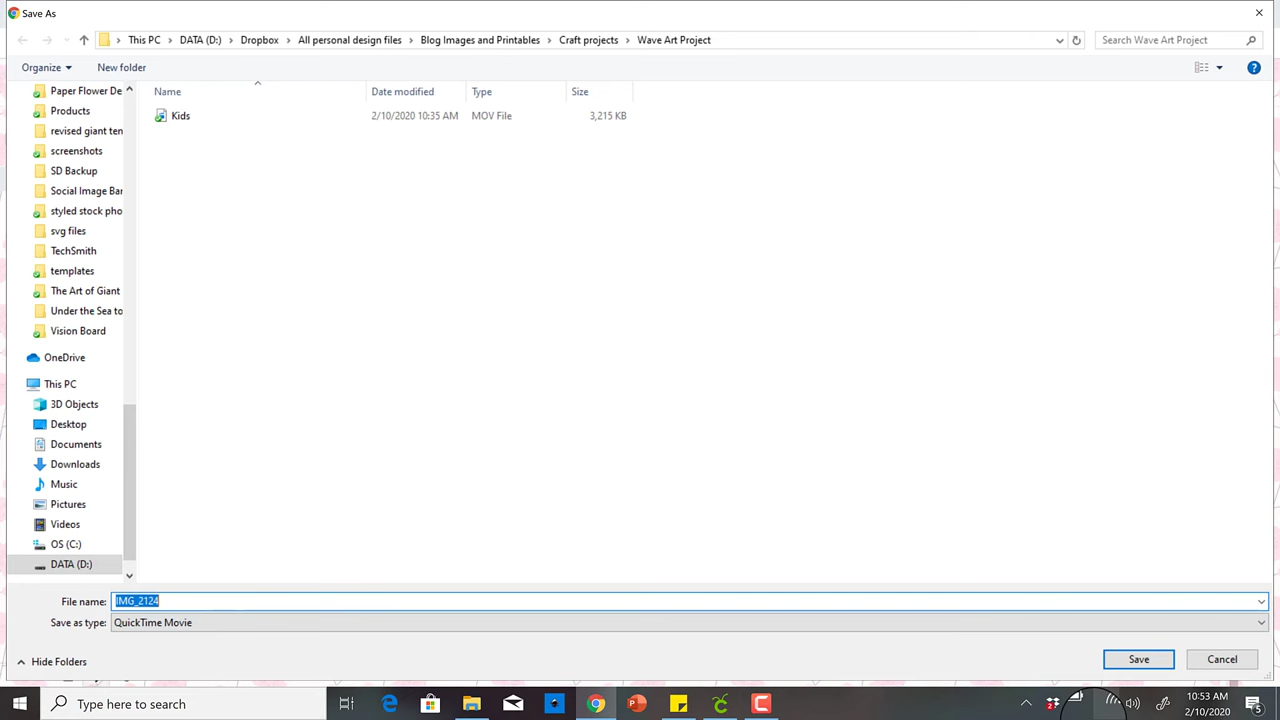 Save As
This PC > DATA (D:) > Dropbox > All personal design files > Blog Images and Printables > Craft projects > Wave Art Project
Search Wave Art Project
Organize
New folder
Name
Date modified
Type
Size
Kids
2/10/2020 10:35 AM
MOV File
3,215 KB
Paper Flower De
Products
revised giant ten
screenshots
SD Backup
Social Image Bar
styled stock pho
svg files
TechSmith
templates
The Art of Giant
Under the Sea to
Vision Board
OneDrive
This PC
3D Objects
Desktop
Documents
Downloads
Music
Pictures
Videos
OS (C:)
DATA (D:)
File name:
IMG_2124
Save as type:
QuickTime Movie
Hide Folders
Save
Cancel
Type here to search
10:53 AM
2/10/2020
5